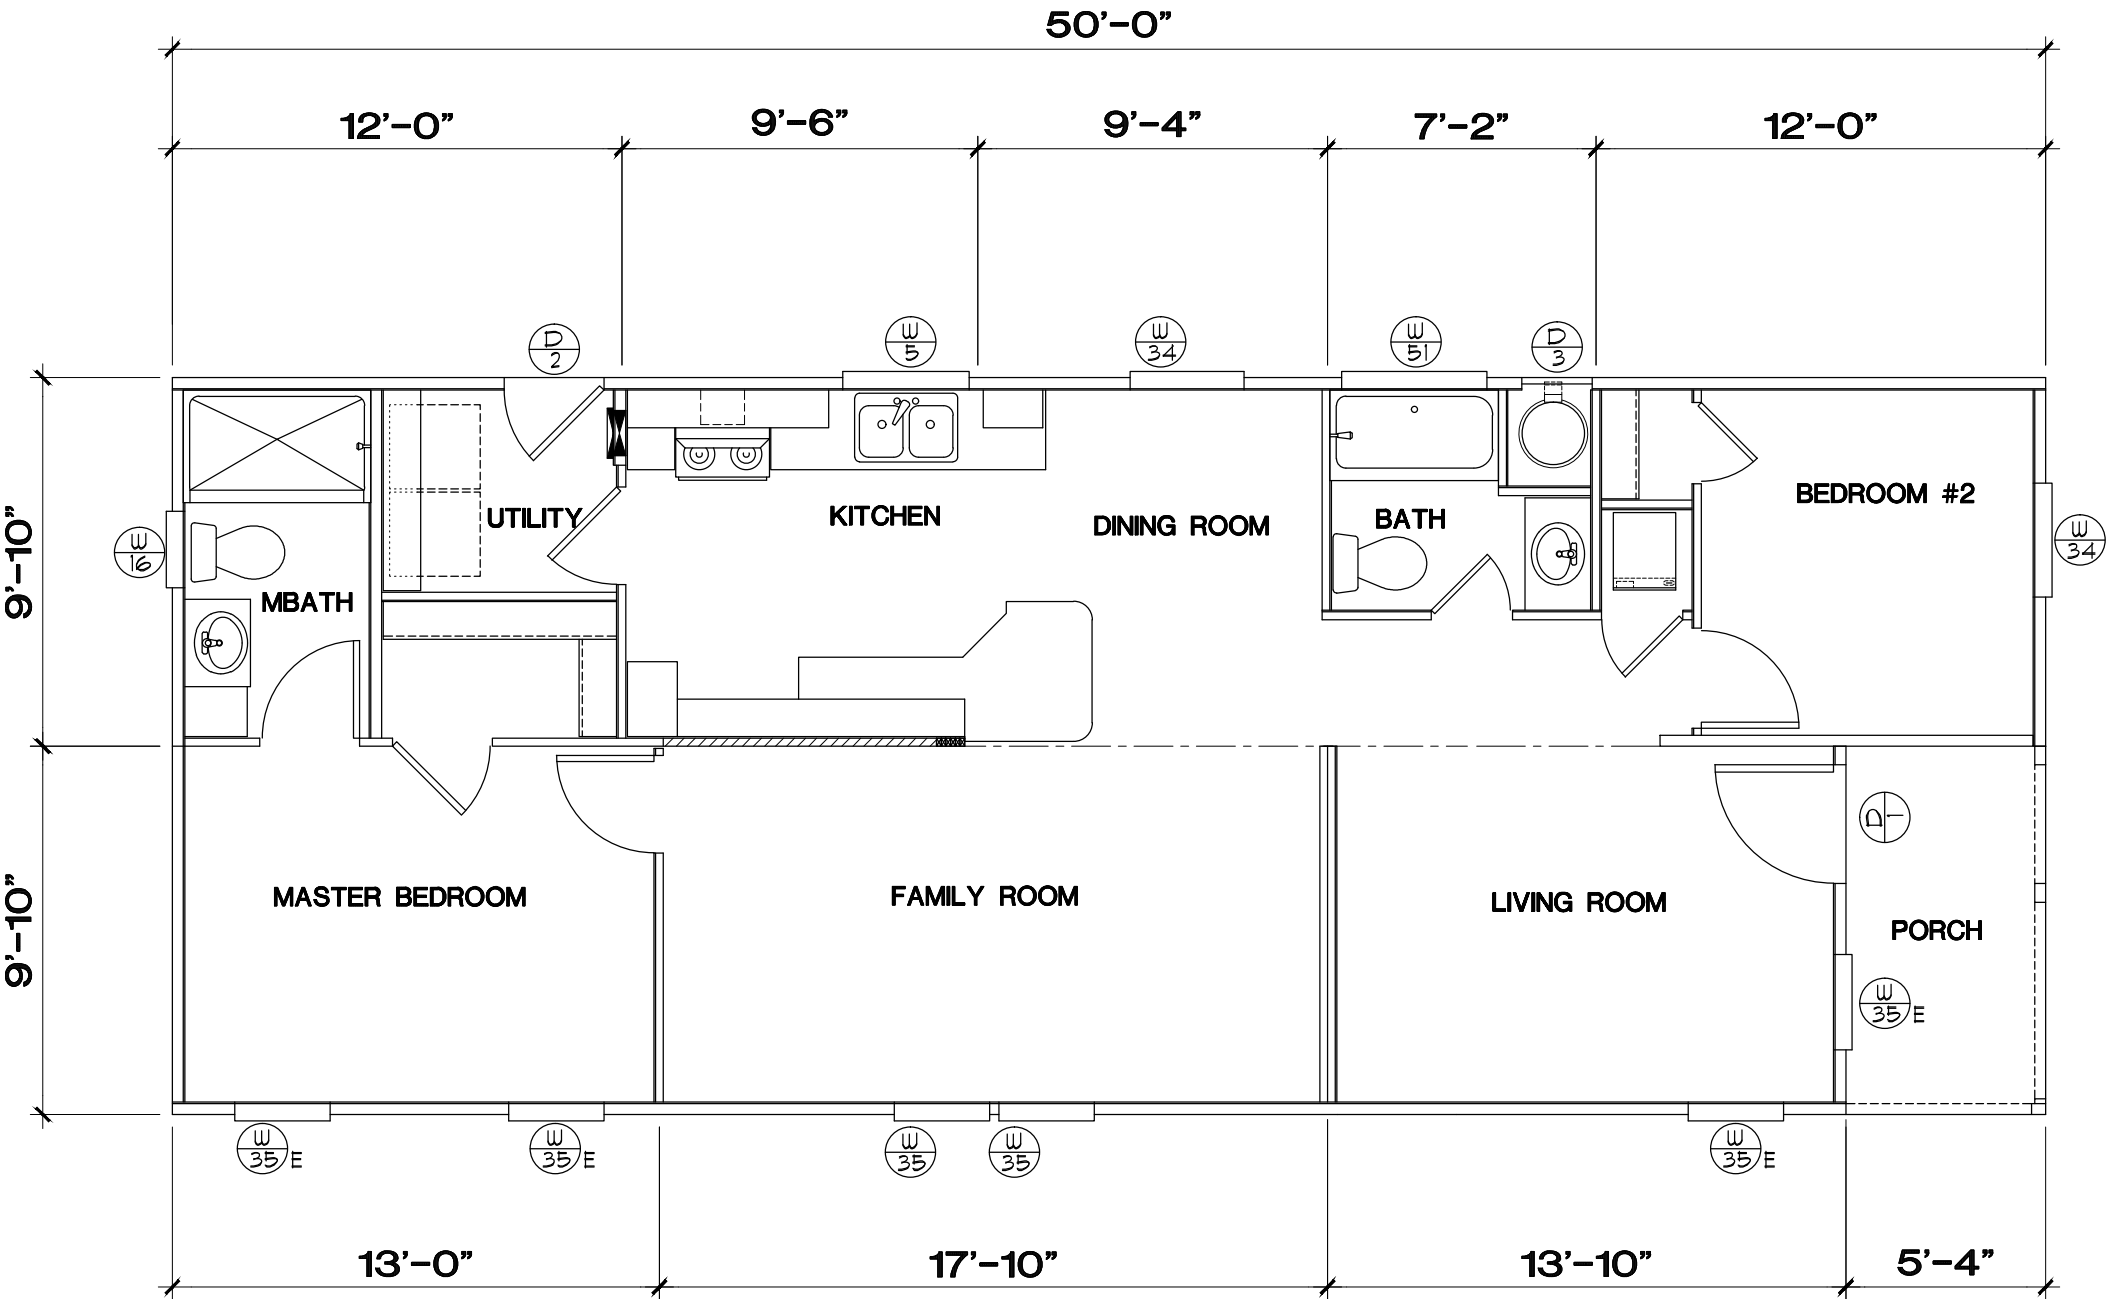 50'-0"
12'-0"
9'-6"
9'-4"
7'-2"
12'-0"
D
2
W
5
W
34
W
51
D
3
9'-10"
W
16
UTILITY
KITCHEN
DINING ROOM
BATH
BEDROOM #2
W
34
MBATH
D
1
9'-10"
MASTER BEDROOM
FAMILY ROOM
LIVING ROOM
PORCH
W
35 E
W
35 E
W
35 E
W
35
W
35
W
35 E
13'-0"
17'-10"
13'-10"
5'-4"